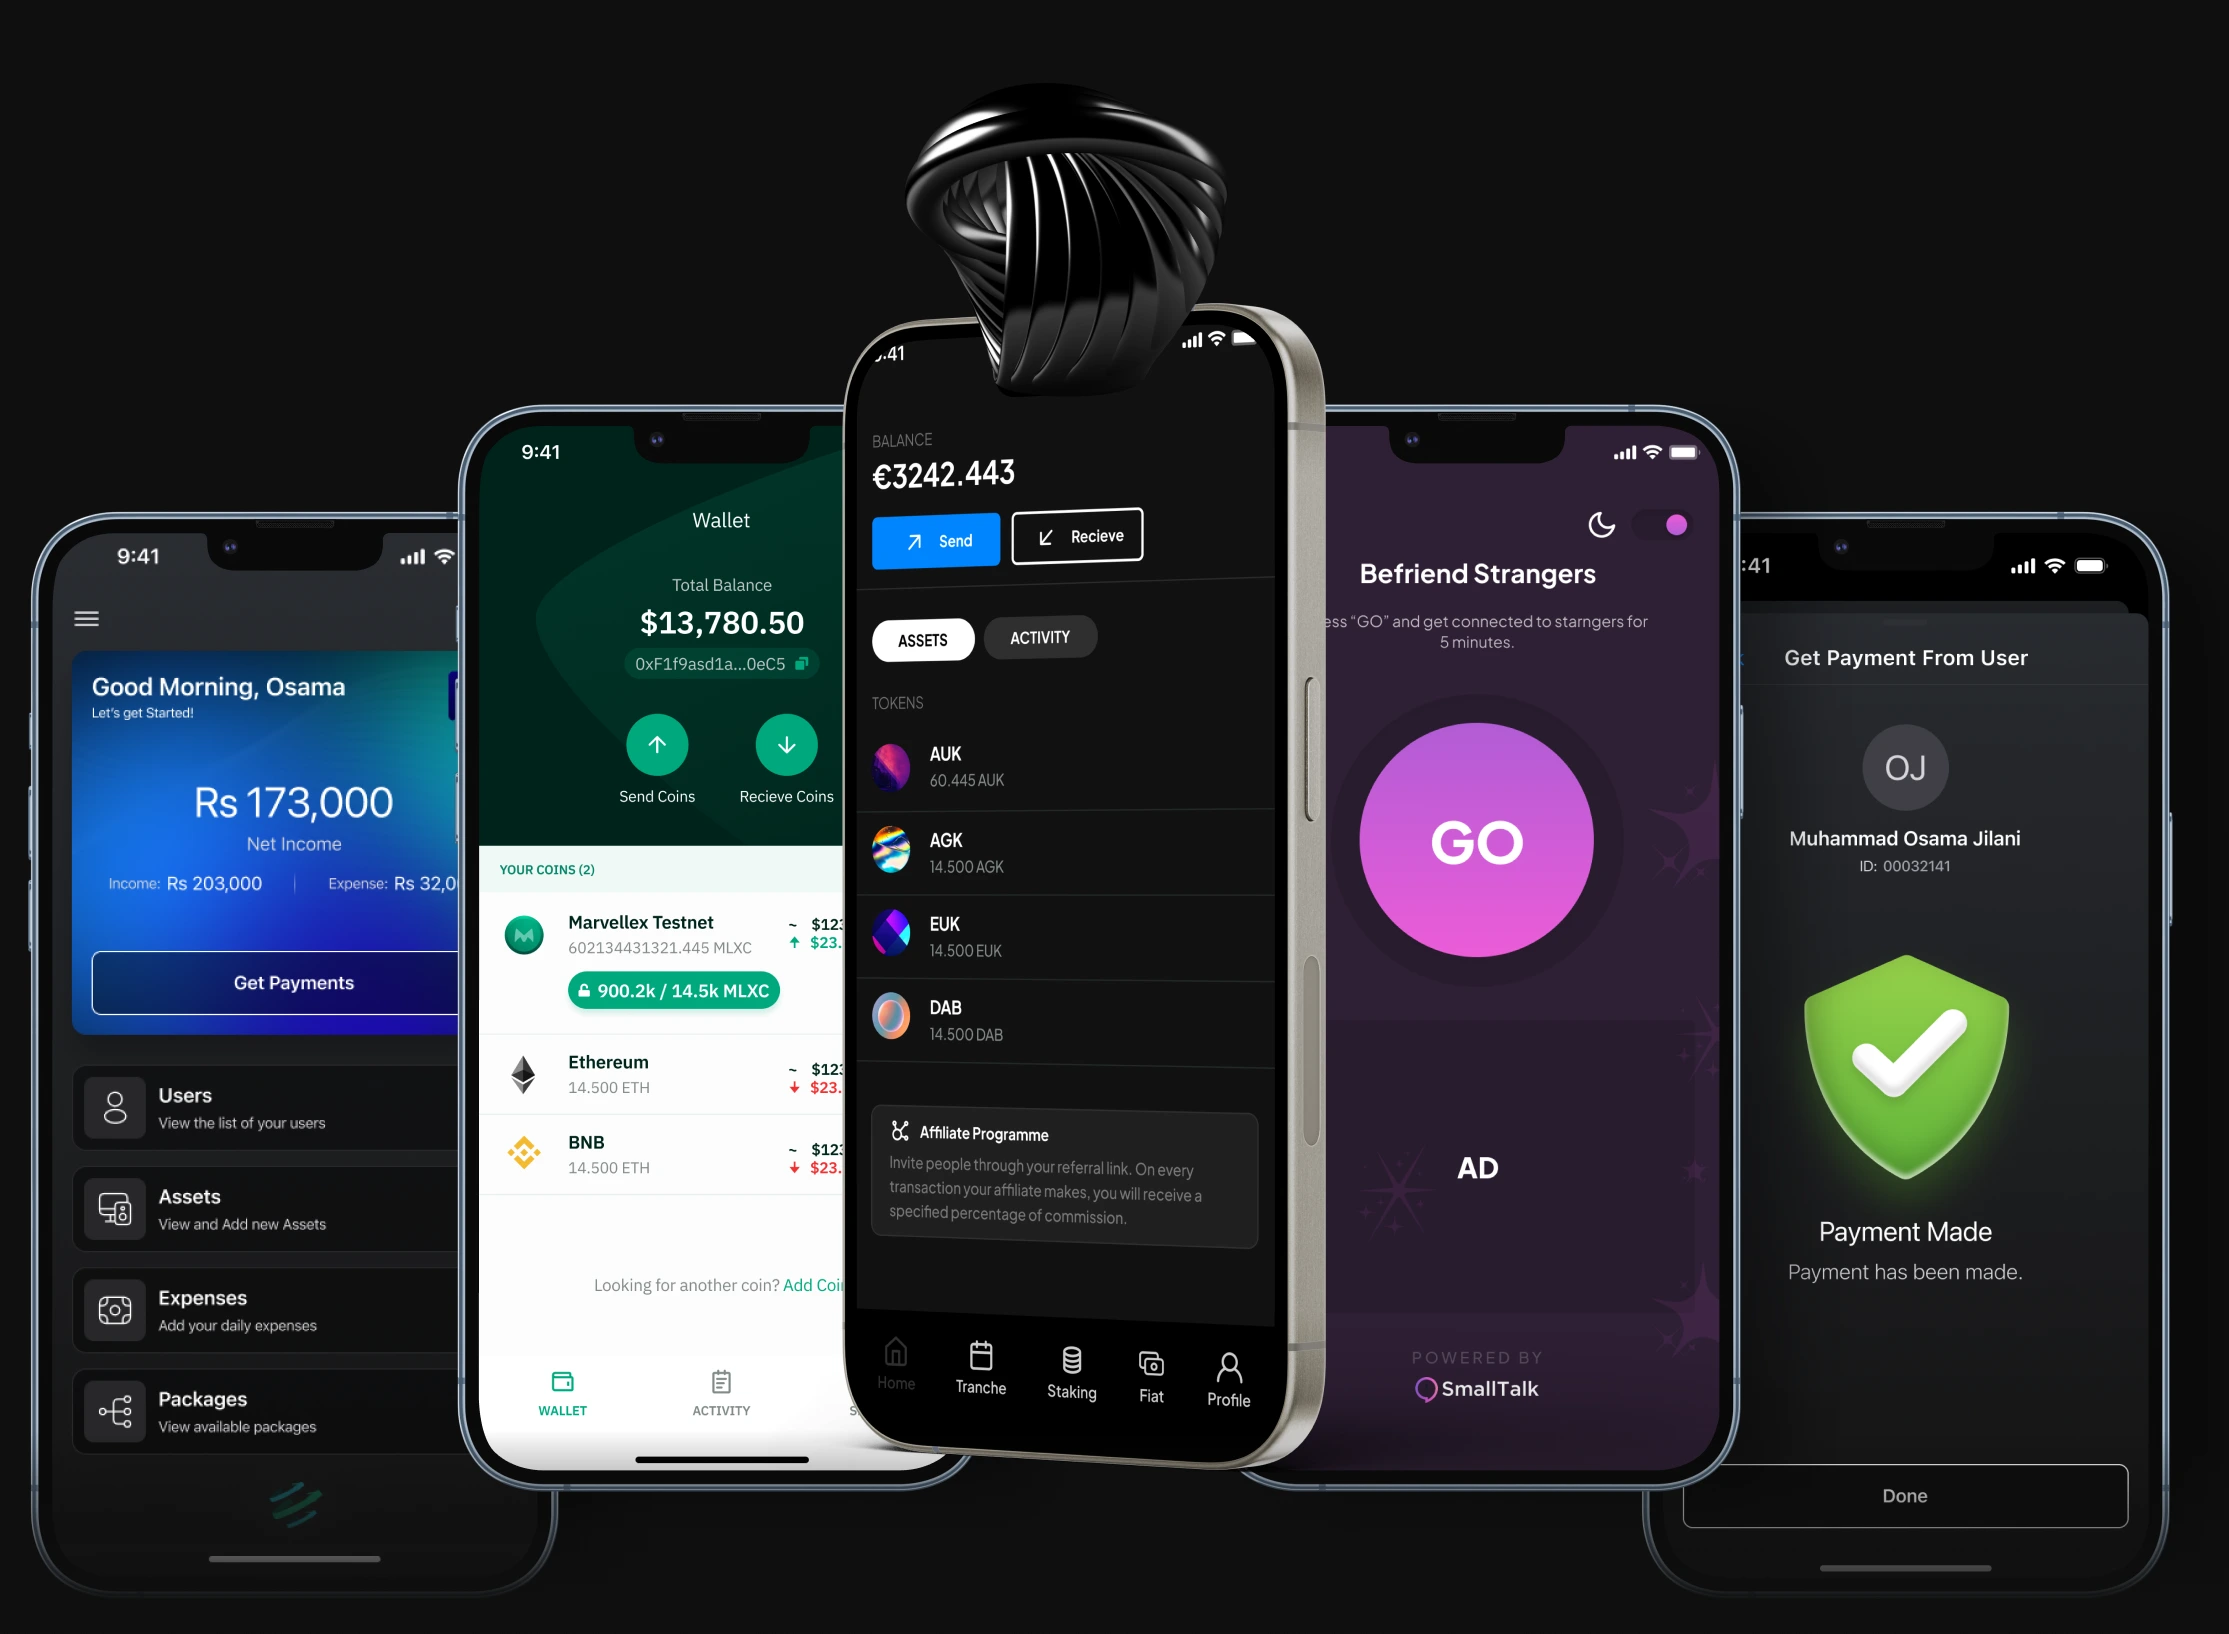 9:41
Good Morning, Osama
Let's get Started!
Rs 173,000
Net Income
Income: Rs 203,000
Expense: Rs 32,0
Get Payments
Users
View the list of your users
Assets
View and Add new Assets
Expenses
Add your daily expenses
Packages
View available packages
9:41
Wallet
Total Balance
$13,780.50
0xF1f9asd1a...0eC5
Send Coins
Recieve Coins
YOUR COINS (2)
Marvellex Testnet
~ $123
602134431321.445 MLXC
$23.
900.2k / 14.5k MLXC
Ethereum
~ $123
14.500 ETH
$23.
BNB
~ $123
14.500 ETH
$23.
Looking for another coin? Add Coi
WALLET
ACTIVITY
S
:41
BALANCE
€3242.443
Send
Recieve
ASSETS
ACTIVITY
TOKENS
AUK
60.445 AUK
AGK
14.500 AGK
EUK
14.500 EUK
DAB
14.500 DAB
Affiliate Programme
Invite people through your referral link. On every
transaction your affiliate makes, you will receive a
specified percentage of commission.
Home
Tranche
Staking
Fiat
Profile
Befriend Strangers
ess “GO” and get connected to starngers for
5 minutes.
GO
AD
POWERED BY
SmallTalk
:41
Get Payment From User
OJ
Muhammad Osama Jilani
ID: 00032141
Payment Made
Payment has been made.
Done